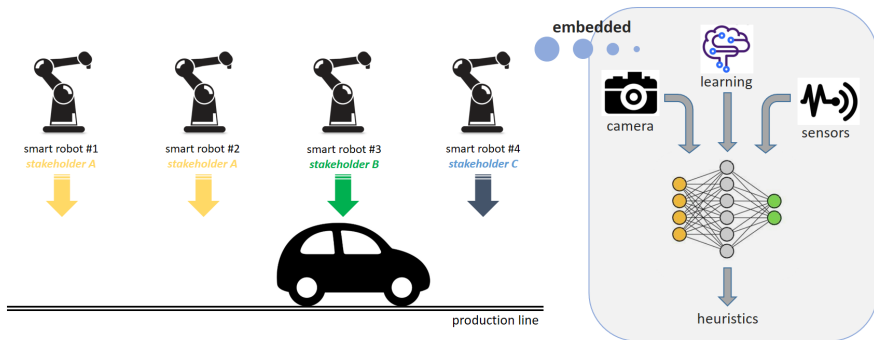 embedded
learning
camera
sensors
smart robot #1
stakeholder A
smart robot #2
stakeholder A
smart robot #3
stakeholder B
smart robot #4
stakeholder C
production line
heuristics